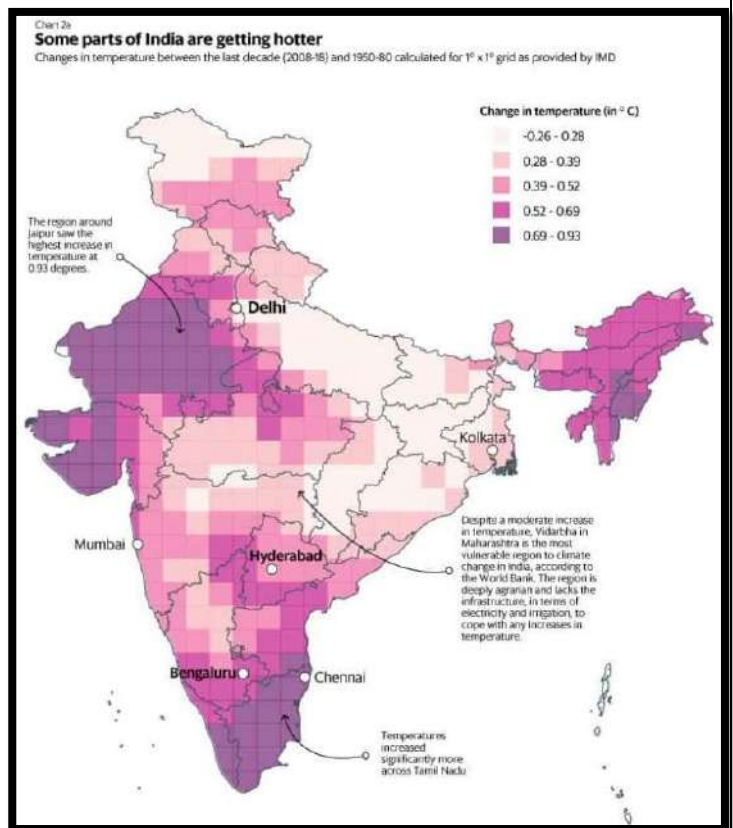 Chart 2a
Some parts of India are getting hotter
Changes in temperature between the last decade (2008-18) and 1950-80 calculated for 1º x1º grid as provided by IMD
Change in temperature (in º C)
-0.26 - 0.28
0.28 - 0.39
0.39 - 0.52
0.52 - 0.69
0.69 - 0.93
The region around
Jaipur saw the
highest increase in
temperature at
0.93 degrees.
Delhi
Kolkata
Mumbai
Hyderabad
Despite a moderate increase
in temperature, Vidarbha in
Maharashtra is the most
vulnerable region to climate
change in India, according to
the World Bank. The region is
deeply agrarian and lacks the
infrastructure, in terms of
electricity and irrigation, to
cope with any increases in
temperature.
Bengaluru
Chennai
Temperatures
increased
significantly more
across Tamil Nadu